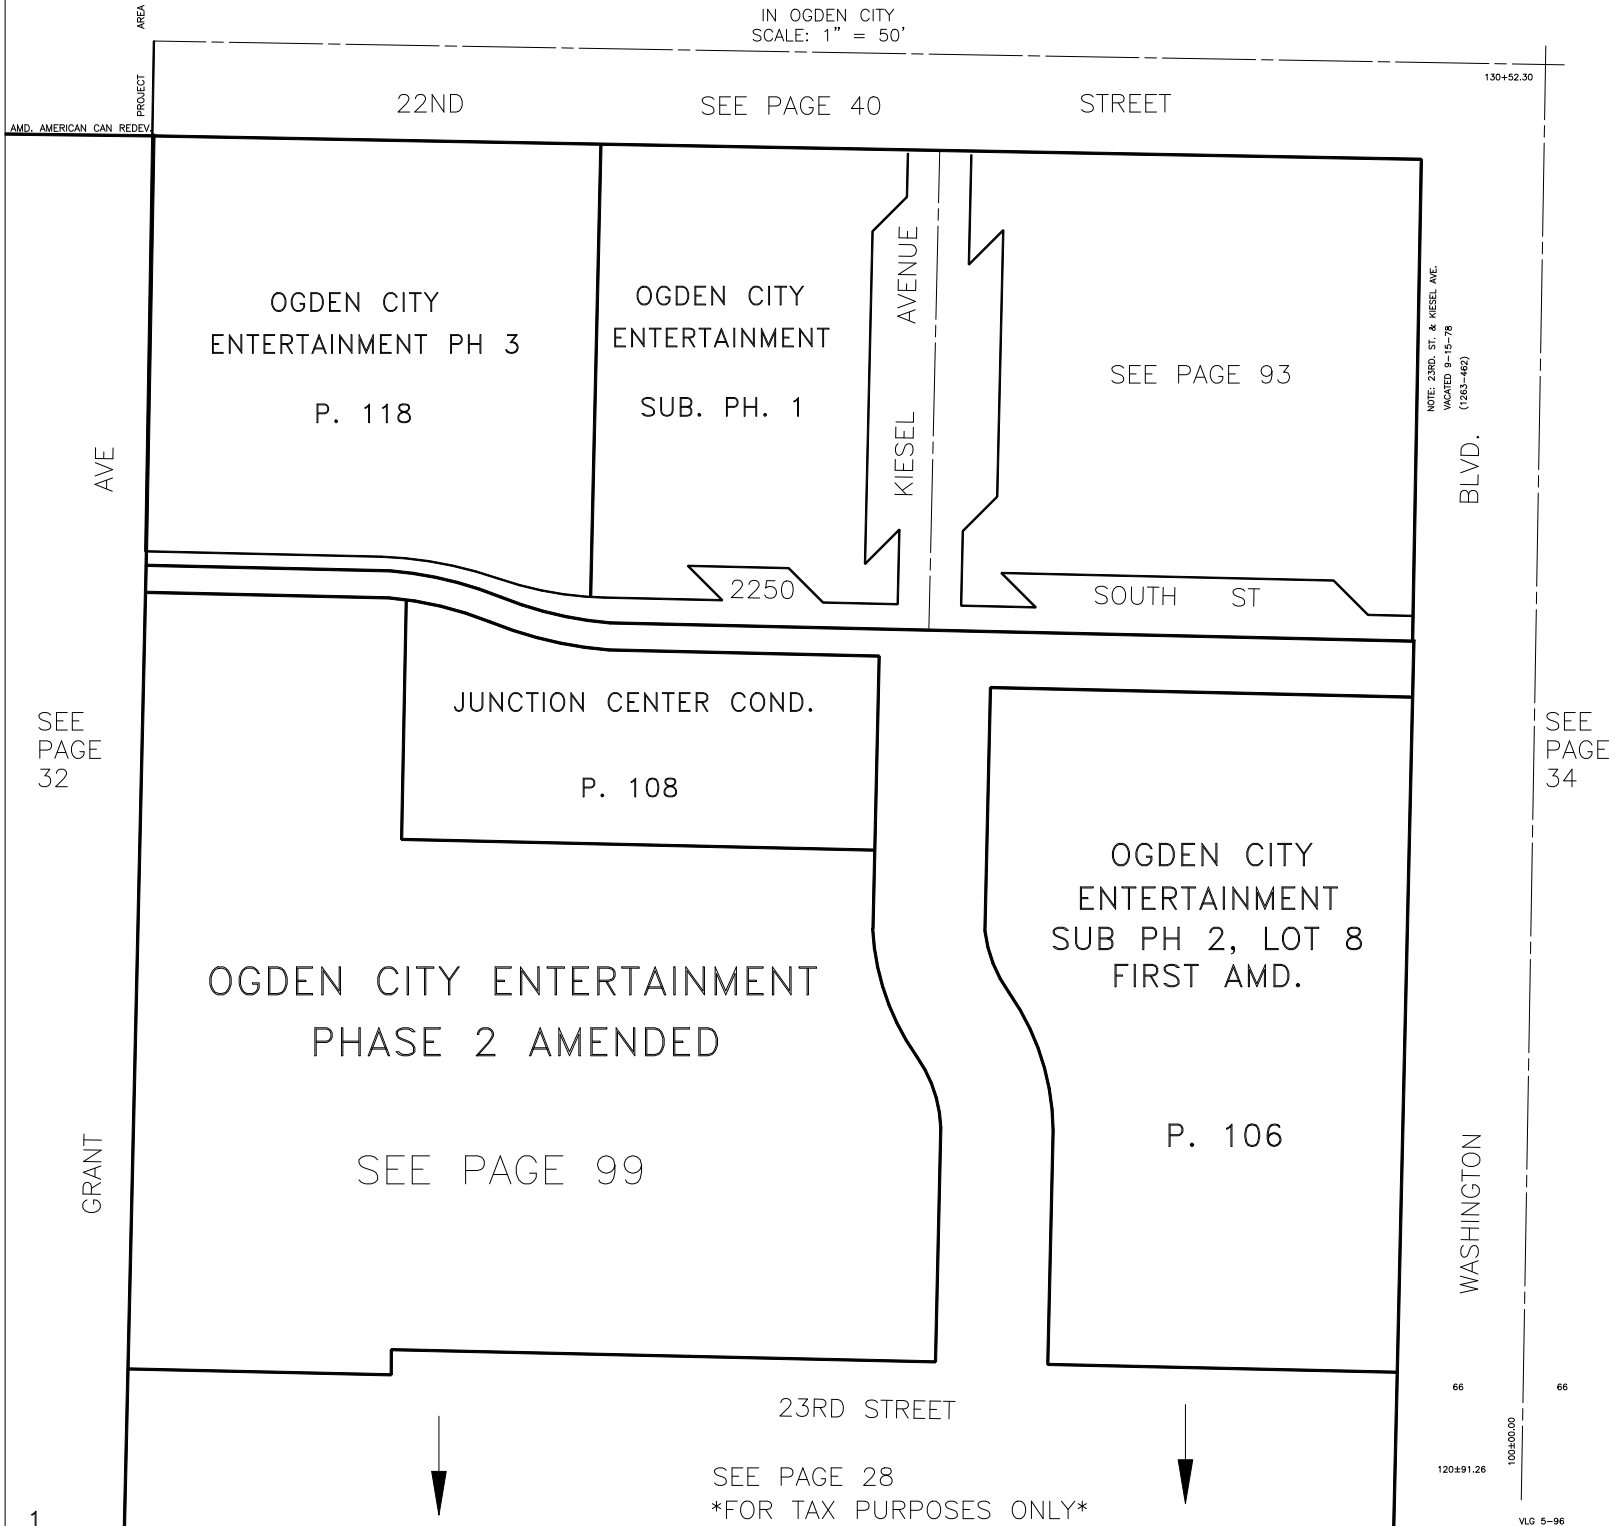 IN OGDEN CITY
SCALE: 1" = 50'
AREA
PROJECT
AMD. AMERICAN CAN REDEV.
130+52.30
22ND SEE PAGE 40 STREET
OGDEN CITY
ENTERTAINMENT PH 3
P. 118
OGDEN CITY
ENTERTAINMENT
SUB. PH. 1
KIESEL AVENUE
SEE PAGE 93
NOTE: 23RD. ST. & KIESEL AVE.
VACATED 9-15-78
(1263-462)
AVE
BLVD.
2250 SOUTH ST
JUNCTION CENTER COND.
P. 108
SEE
PAGE
32
SEE
PAGE
34
OGDEN CITY
ENTERTAINMENT
SUB PH 2, LOT 8
FIRST AMD.
P. 106
OGDEN CITY ENTERTAINMENT
PHASE 2 AMENDED
SEE PAGE 99
GRANT
WASHINGTON
66 66
23RD STREET
100±00.00
120±91.26
SEE PAGE 28
*FOR TAX PURPOSES ONLY*
1
VLG 5-96